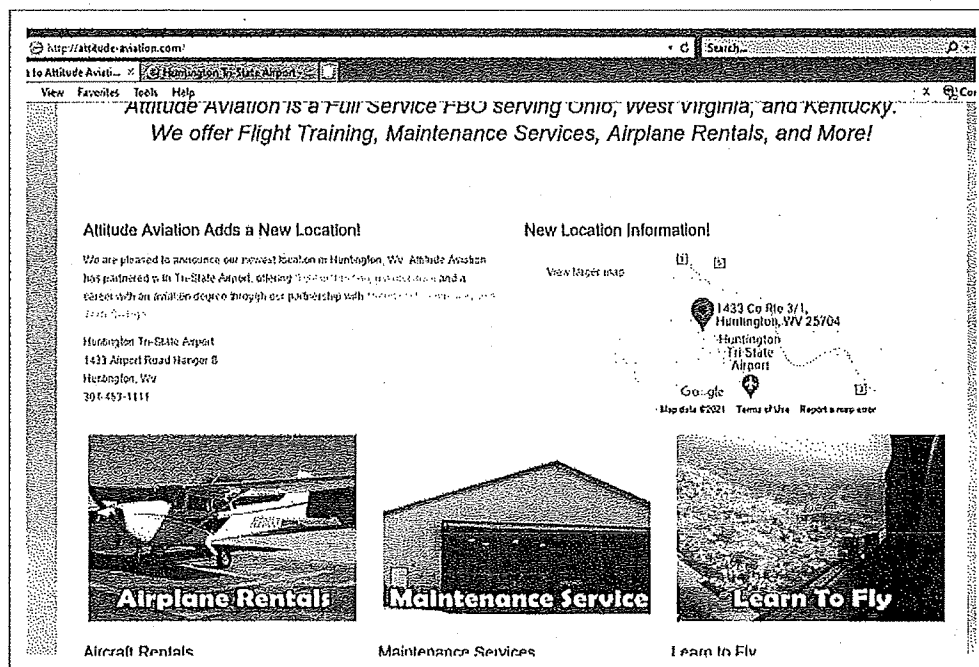 http://attitude-aviation.com/
Search...
to Attitude Aviati... × Huntington Tri-State Airport -
View Favorites Tools Help
x
Attitude Aviation is a Full Service FBO serving Ohio, West Virginia, and Kentucky.
We offer Flight Training, Maintenance Services, Airplane Rentals, and More!
Attitude Aviation Adds a New Location!
We are pleased to announce our newest location in Huntington, Wv. Attitude Aviation
has partnered with Tri-State Airport, offering and a
career with an aviation degree through our partnership with
Huntington Tri-State Airport
1433 Airport Road Hanger 8
Huntington, Wv
304-453-1111
New Location Information!
View larger map
1433 Co Rte 3/1,
Huntington, WV 25704
Huntington
Tri-State
Airport
Google
Map data ©2021 Terms of Use Report a map error
Airplane Rentals
Maintenance Service
Learn To Fly
Aircraft Rentals
Maintenance Services
Learn to Fly